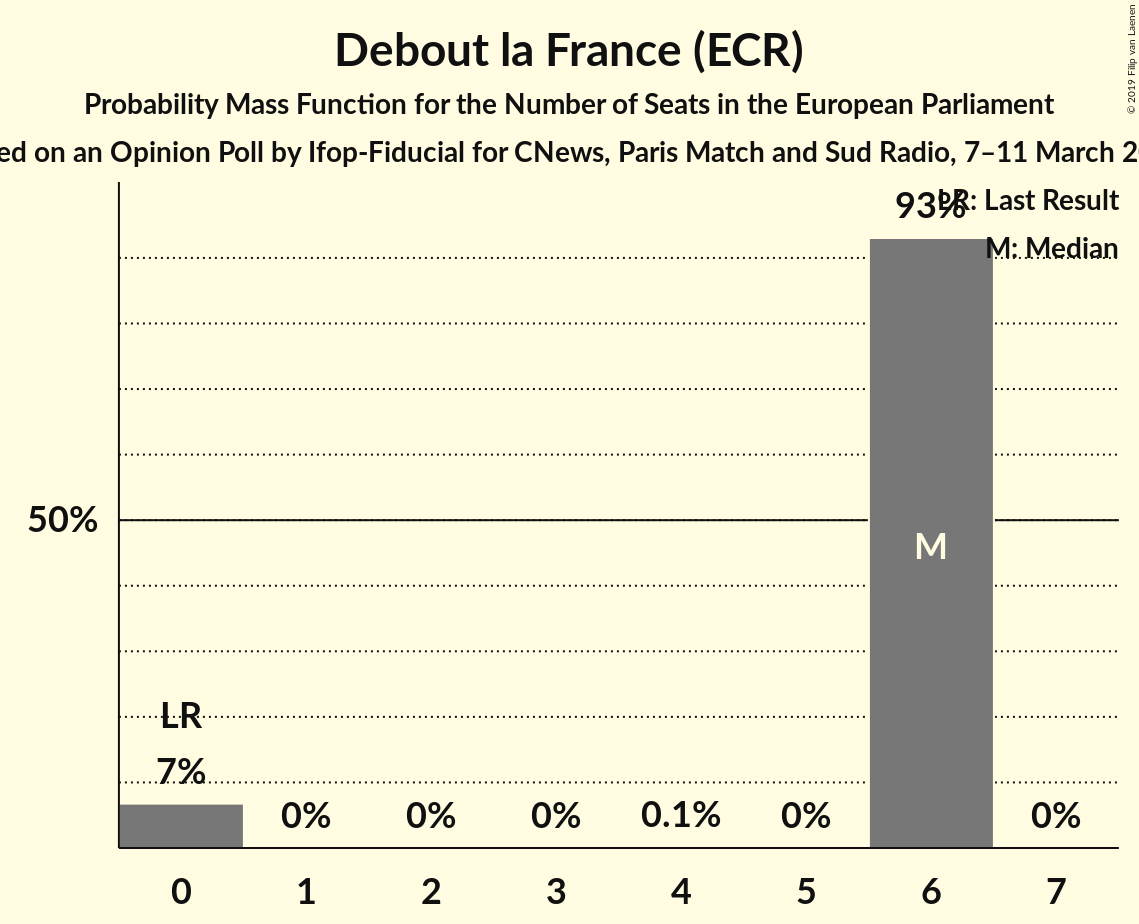 Debout la France (ECR)
Probability Mass Function for the Number of Seats in the European Parliament
ed on an Opinion Poll by Ifop-Fiducial for CNews, Paris Match and Sud Radio, 7–11 March 2
© 2019 Filip van Laenen
93%
LR: Last Result
M: Median
50%
M
LR
7%
0%
0%
0%
0.1%
0%
0%
0 1 2 3 4 5 6 7